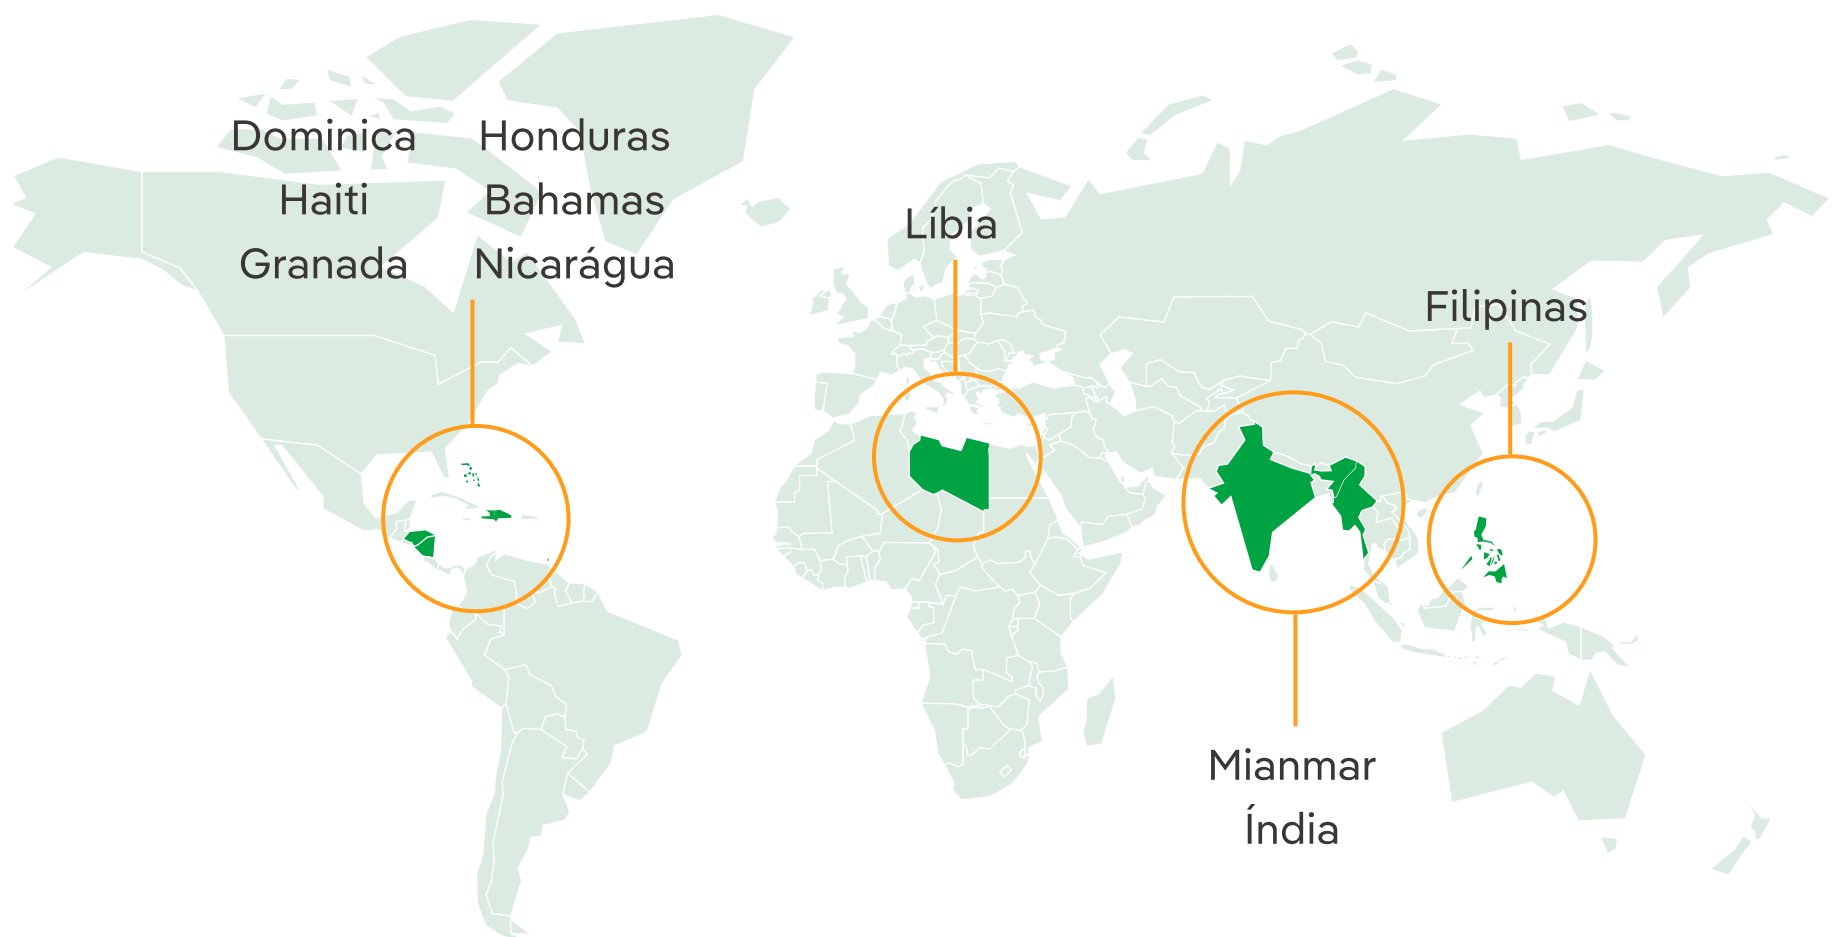 Dominica
Haiti
Granada
Honduras
Bahamas
Nicarágua
Líbia
Filipinas
Mianmar
Índia